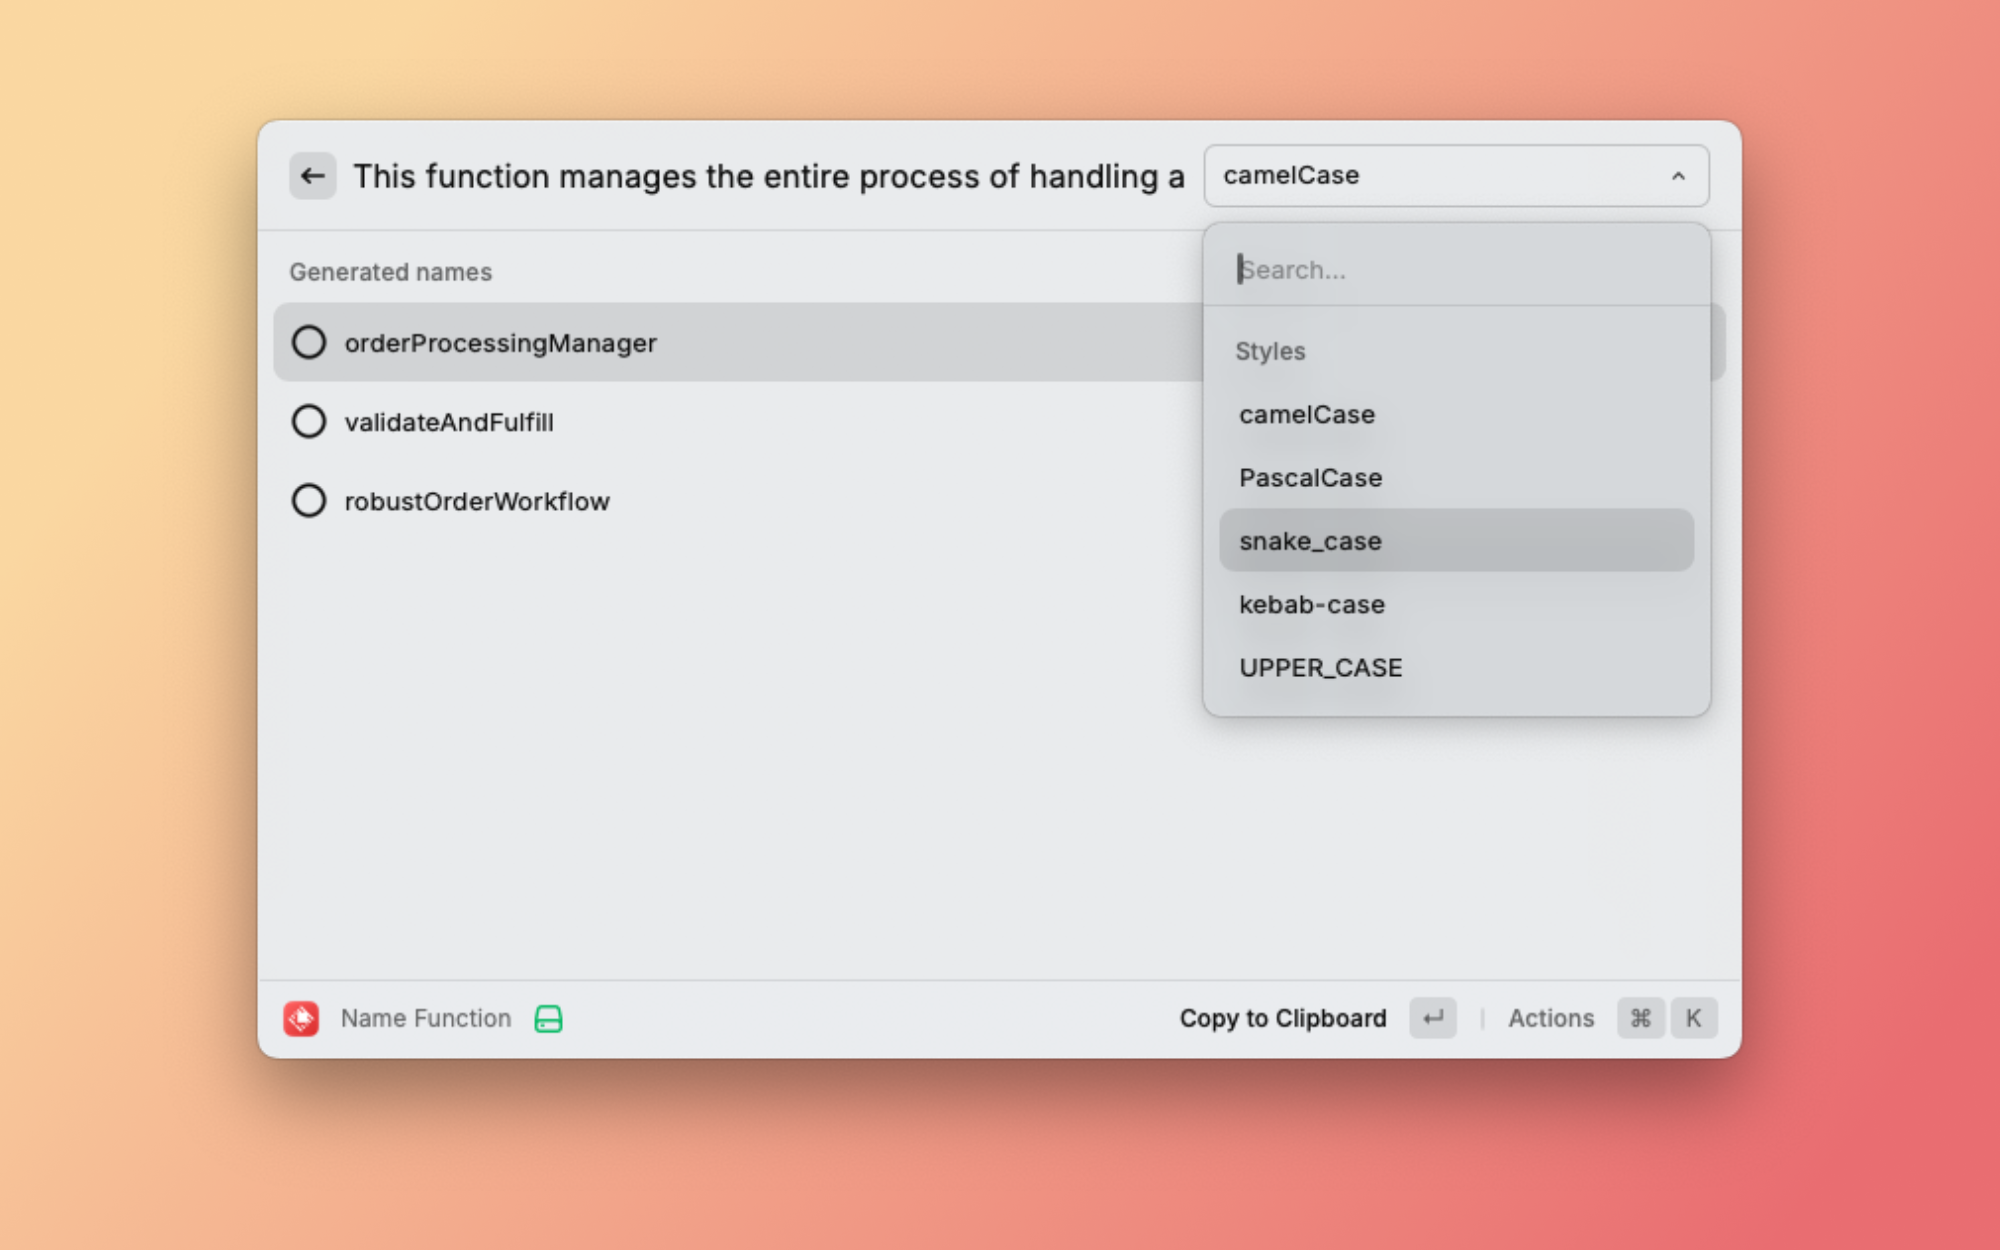 This function manages the entire process of handling a
camelCase
Search...
Generated names
orderProcessingManager
validateAndFulfill
robustOrderWorkflow
Styles
camelCase
PascalCase
snake_case
kebab-case
UPPER_CASE
Name Function
Copy to Clipboard ↵ | Actions ⌘ K